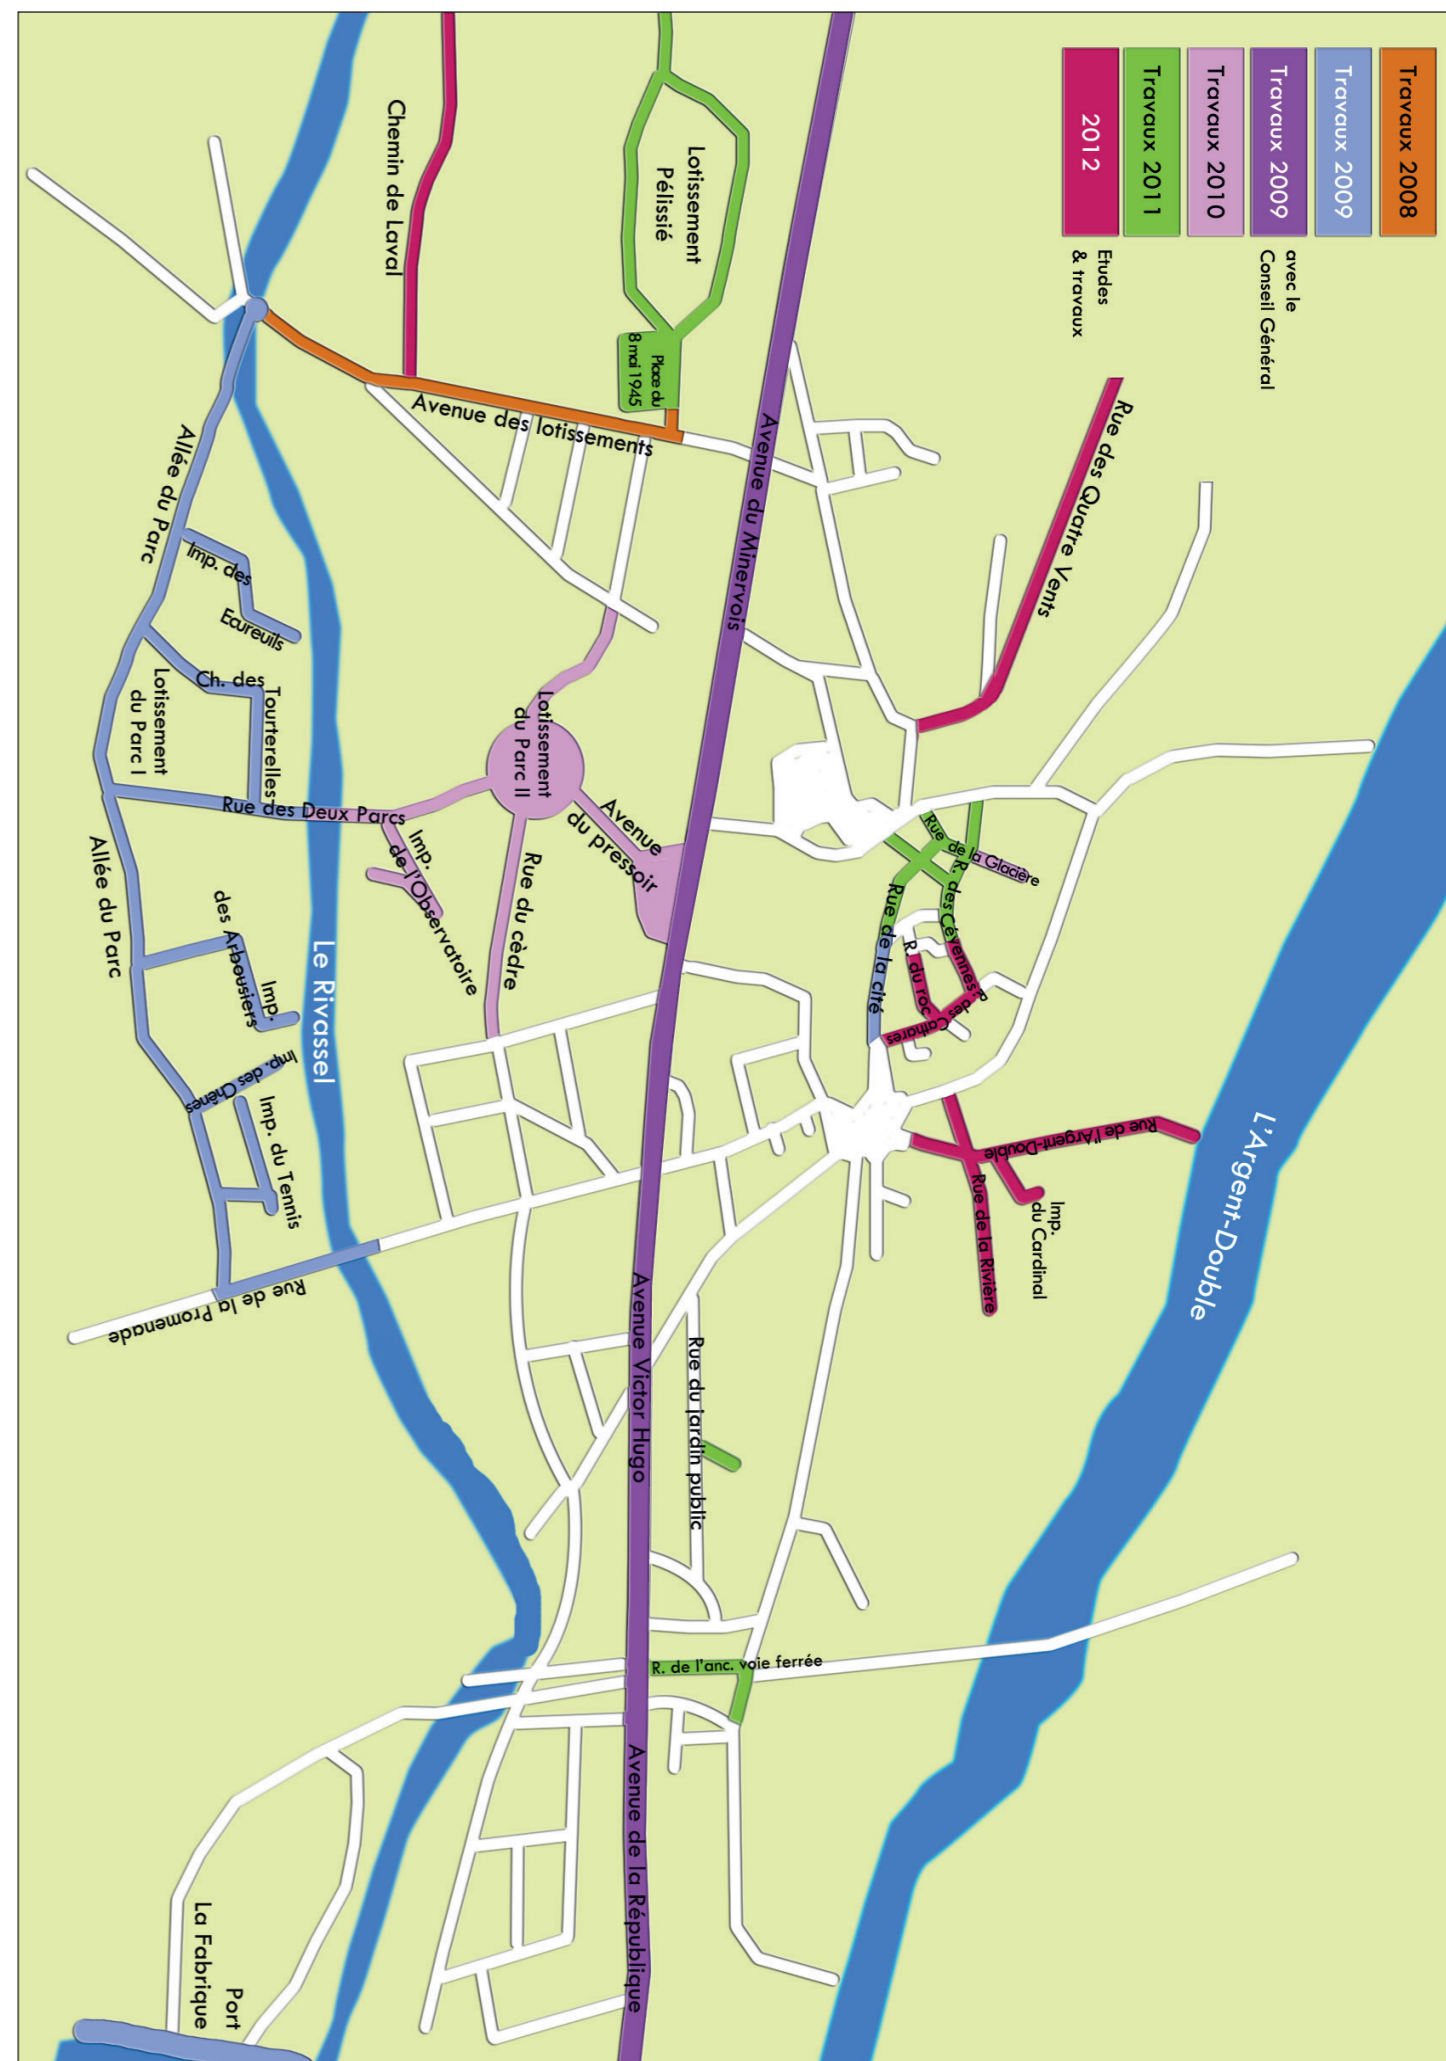 Travaux 2008
Travaux 2009
Travaux 2009
avec le
Conseil Général
Travaux 2010
Travaux 2011
2012
Etudes
& travaux
Chemin de Laval
Lotissement
Pélissié
Place du
8 mai 1945
Avenue des lotissements
Avenue du Minervois
Rue des Quatre Vents
Allée du Parc
Imp. des
Ecureuils
Ch. des
Tourterelles
Lotissement
du Parc I
Rue des Deux Parcs
Lotissement
du Parc II
Avenue
du pressoir
Imp.
de l'Observatoire
Rue du cèdre
Rue de la Glacière
R. des Cévennes
Rue de la cité
R. du roc
R. des Cathares
Allée du Parc
Imp.
des Arbousiers
Le Rivassel
Imp. des Chênes
Imp. du Tennis
Rue de la Promenade
Rue de l'Argent-Double
Imp.
du Cardinal
Rue de la Rivière
L'Argent-Double
Avenue Victor Hugo
Rue du jardin public
R. de l'anc. voie ferrée
Avenue de la République
Port
La Fabrique